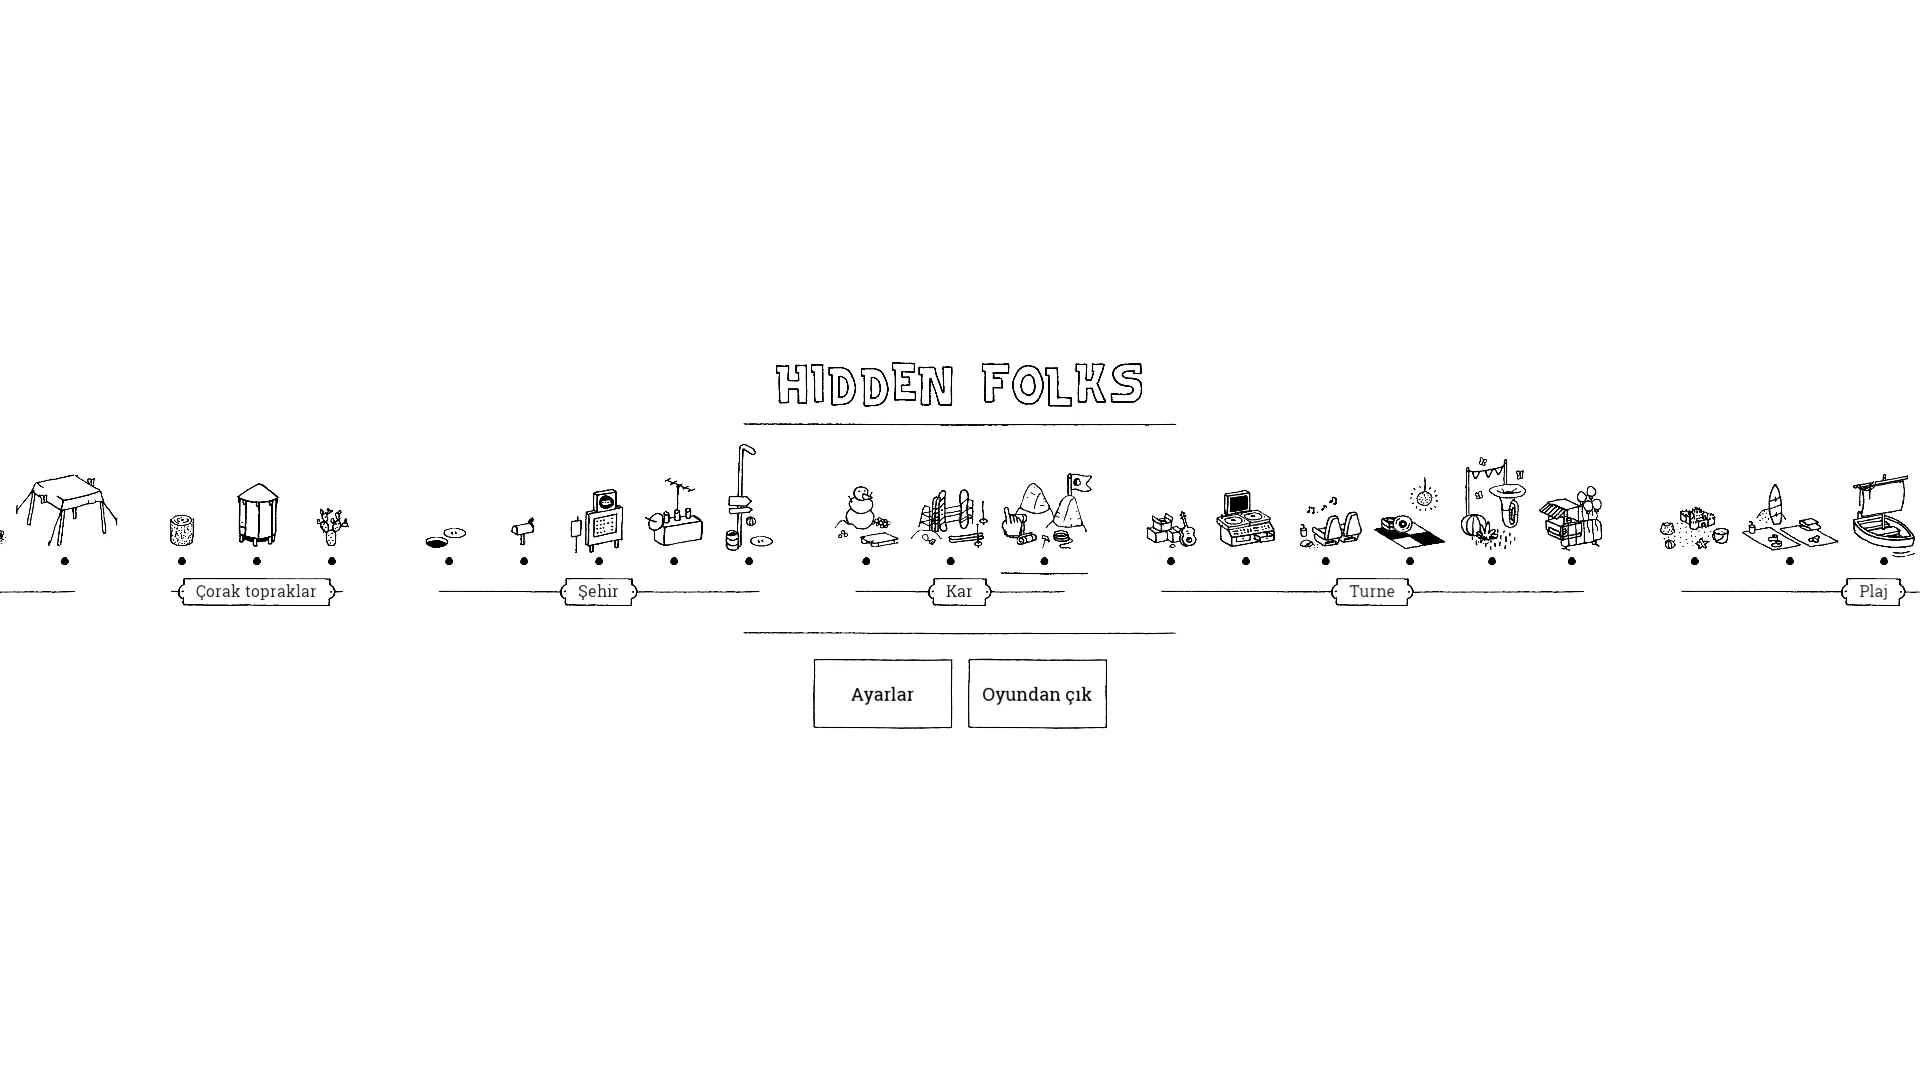 HIDDEN FOLKS
Çorak topraklar
Şehir
Kar
Turne
Plaj
Ayarlar
Oyundan çık